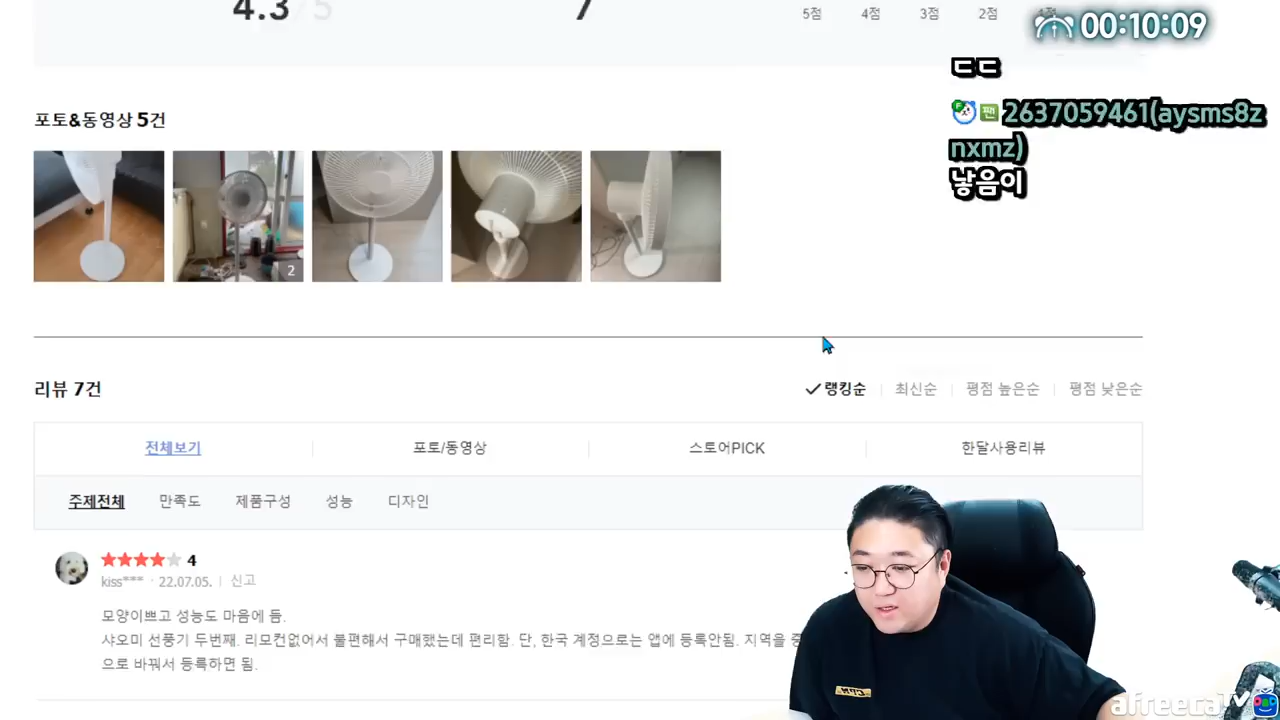 4.3/5
7
5점 4점 3점 2점 1점
00:10:09
ㄷㄷ
팬 2637059461(aysms8z
nxmz)
낳음이
포토&동영상 5건
2
리뷰 7건
랭킹순 최신순 평점 높은순 평점 낮은순
전체보기 포토/동영상 스토어PICK 한달사용리뷰
주제전체 만족도 제품구성 성능 디자인
4
kiss*** · 22.07.05. 신고
모양이쁘고 성능도 마음에 듬.
샤오미 선풍기 두번째. 리모컨없어서 불편해서 구매했는데 편리함. 단, 한국 계정으로는 앱에 등록안됨. 지역을
으로 바꿔서 등록하면 됨.
afreecaTV